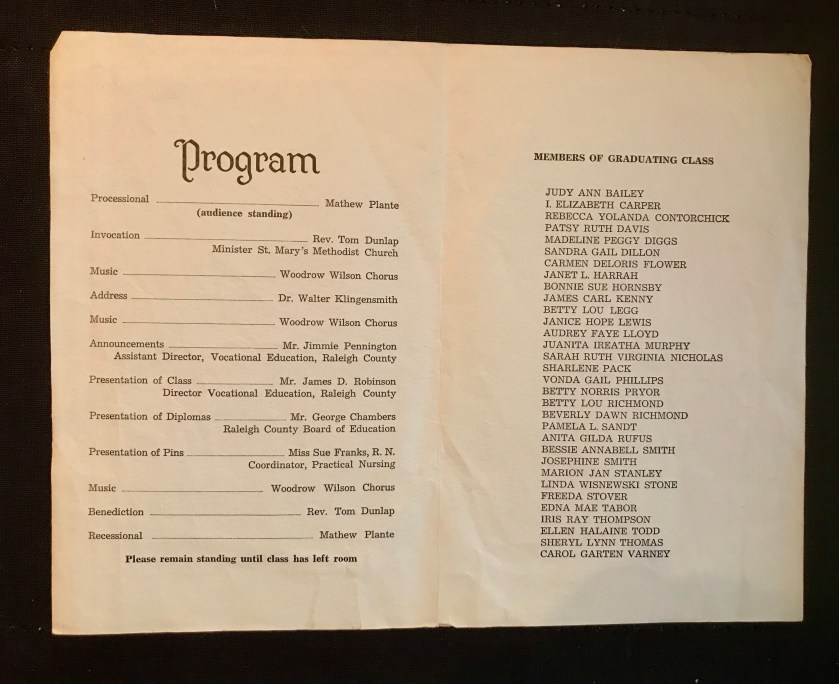 Program
Processional Mathew Plante
(audience standing)
Invocation Rev. Tom Dunlap
Minister St. Mary's Methodist Church
Music Woodrow Wilson Chorus
Address Dr. Walter Klingensmith
Music Woodrow Wilson Chorus
Announcements Mr. Jimmie Pennington
Assistant Director, Vocational Education, Raleigh County
Presentation of Class Mr. James D. Robinson
Director Vocational Education, Raleigh County
Presentation of Diplomas Mr. George Chambers
Raleigh County Board of Education
Presentation of Pins Miss Sue Franks, R. N.
Coordinator, Practical Nursing
Music Woodrow Wilson Chorus
Benediction Rev. Tom Dunlap
Recessional Mathew Plante
Please remain standing until class has left room
MEMBERS OF GRADUATING CLASS
JUDY ANN BAILEY
I. ELIZABETH CARPER
REBECCA YOLANDA CONTORCHICK
PATSY RUTH DAVIS
MADELINE PEGGY DIGGS
SANDRA GAIL DILLON
CARMEN DELORIS FLOWER
JANET L. HARRAH
BONNIE SUE HORNSBY
JAMES CARL KENNY
BETTY LOU LEGG
JANICE HOPE LEWIS
AUDREY FAYE LLOYD
JUANITA IREATHA MURPHY
SARAH RUTH VIRGINIA NICHOLAS
SHARLENE PACK
VONDA GAIL PHILLIPS
BETTY NORRIS PRYOR
BETTY LOU RICHMOND
BEVERLY DAWN RICHMOND
PAMELA L. SANDT
ANITA GILDA RUFUS
BESSIE ANNABELL SMITH
JOSEPHINE SMITH
MARION JAN STANLEY
LINDA WISNEWSKI STONE
FREEDA STOVER
EDNA MAE TABOR
IRIS RAY THOMPSON
ELLEN HALAINE TODD
SHERYL LYNN THOMAS
CAROL GARTEN VARNEY